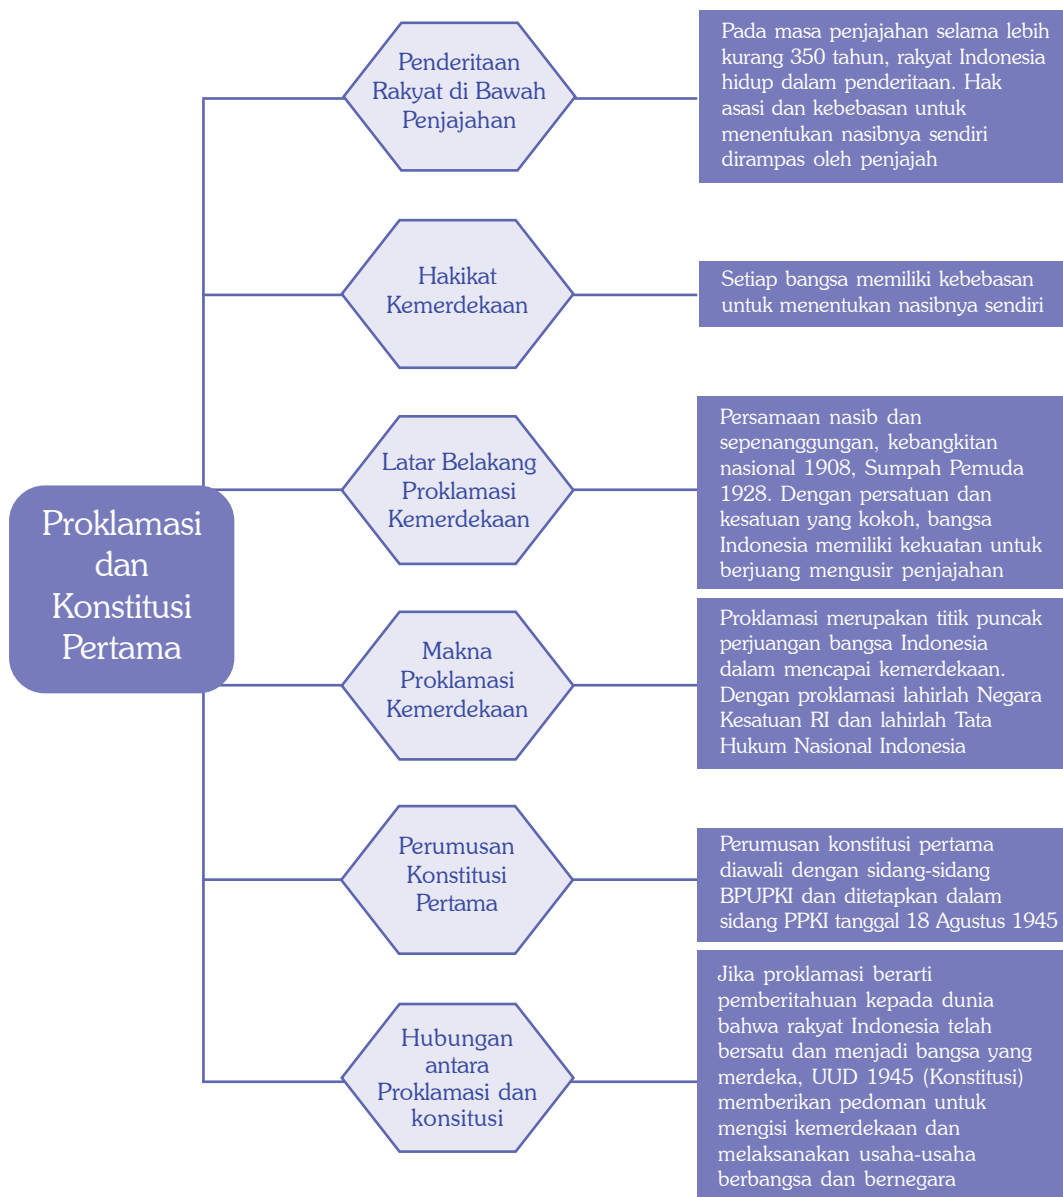 Proklamasi
dan
Konstitusi
Pertama
Penderitaan
Rakyat di Bawah
Penjajahan
Pada masa penjajahan selama lebih
kurang 350 tahun, rakyat Indonesia
hidup dalam penderitaan. Hak
asasi dan kebebasan untuk
menentukan nasibnya sendiri
dirampas oleh penjajah
Hakikat
Kemerdekaan
Setiap bangsa memiliki kebebasan
untuk menentukan nasibnya sendiri
Latar Belakang
Proklamasi
Kemerdekaan
Persamaan nasib dan
sepenanggungan, kebangkitan
nasional 1908, Sumpah Pemuda
1928. Dengan persatuan dan
kesatuan yang kokoh, bangsa
Indonesia memiliki kekuatan untuk
berjuang mengusir penjajahan
Makna
Proklamasi
Kemerdekaan
Proklamasi merupakan titik puncak
perjuangan bangsa Indonesia
dalam mencapai kemerdekaan.
Dengan proklamasi lahirlah Negara
Kesatuan RI dan lahirlah Tata
Hukum Nasional Indonesia
Perumusan
Konstitusi
Pertama
Perumusan konstitusi pertama
diawali dengan sidang-sidang
BPUPKI dan ditetapkan dalam
sidang PPKI tanggal 18 Agustus 1945
Hubungan
antara
Proklamasi dan
konsitusi
Jika proklamasi berarti
pemberitahuan kepada dunia
bahwa rakyat Indonesia telah
bersatu dan menjadi bangsa yang
merdeka, UUD 1945 (Konstitusi)
memberikan pedoman untuk
mengisi kemerdekaan dan
melaksanakan usaha-usaha
berbangsa dan bernegara